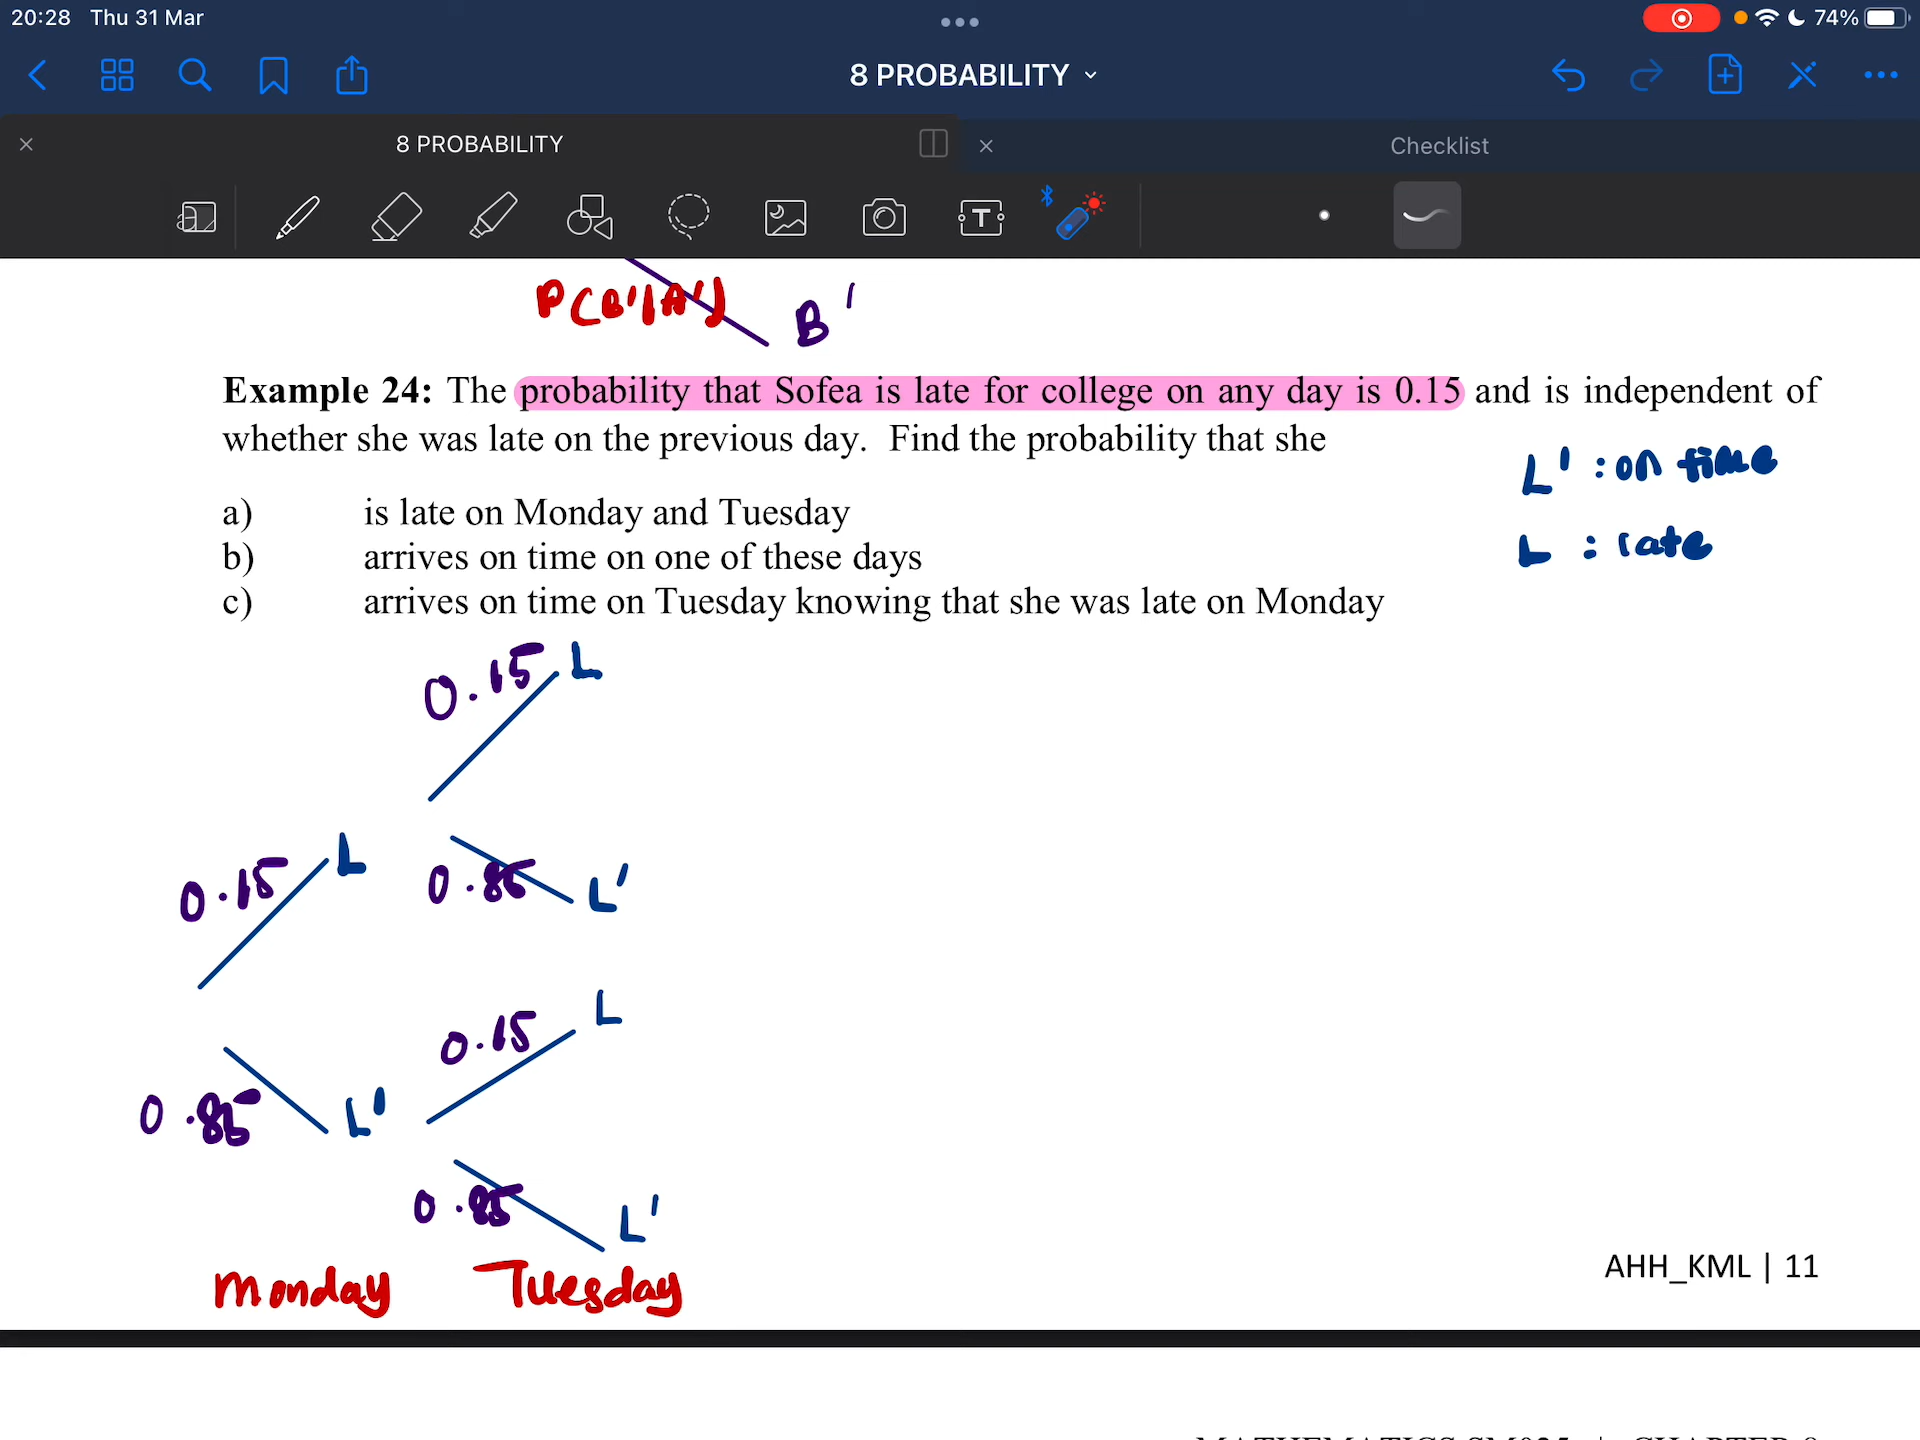 20:28 Thu 31 Mar
74%
8 PROBABILITY
8 PROBABILITY
Checklist
P(B'|A')
B'
Example 24: The probability that Sofea is late for college on any day is 0.15 and is independent of
whether she was late on the previous day. Find the probability that she
L' : on time
a) is late on Monday and Tuesday
L : late
b) arrives on time on one of these days
c) arrives on time on Tuesday knowing that she was late on Monday
0.15 L
0.15 L
0.85 L'
0.15 L
0.85 L'
0.85 L'
Monday Tuesday
AHH_KML | 11